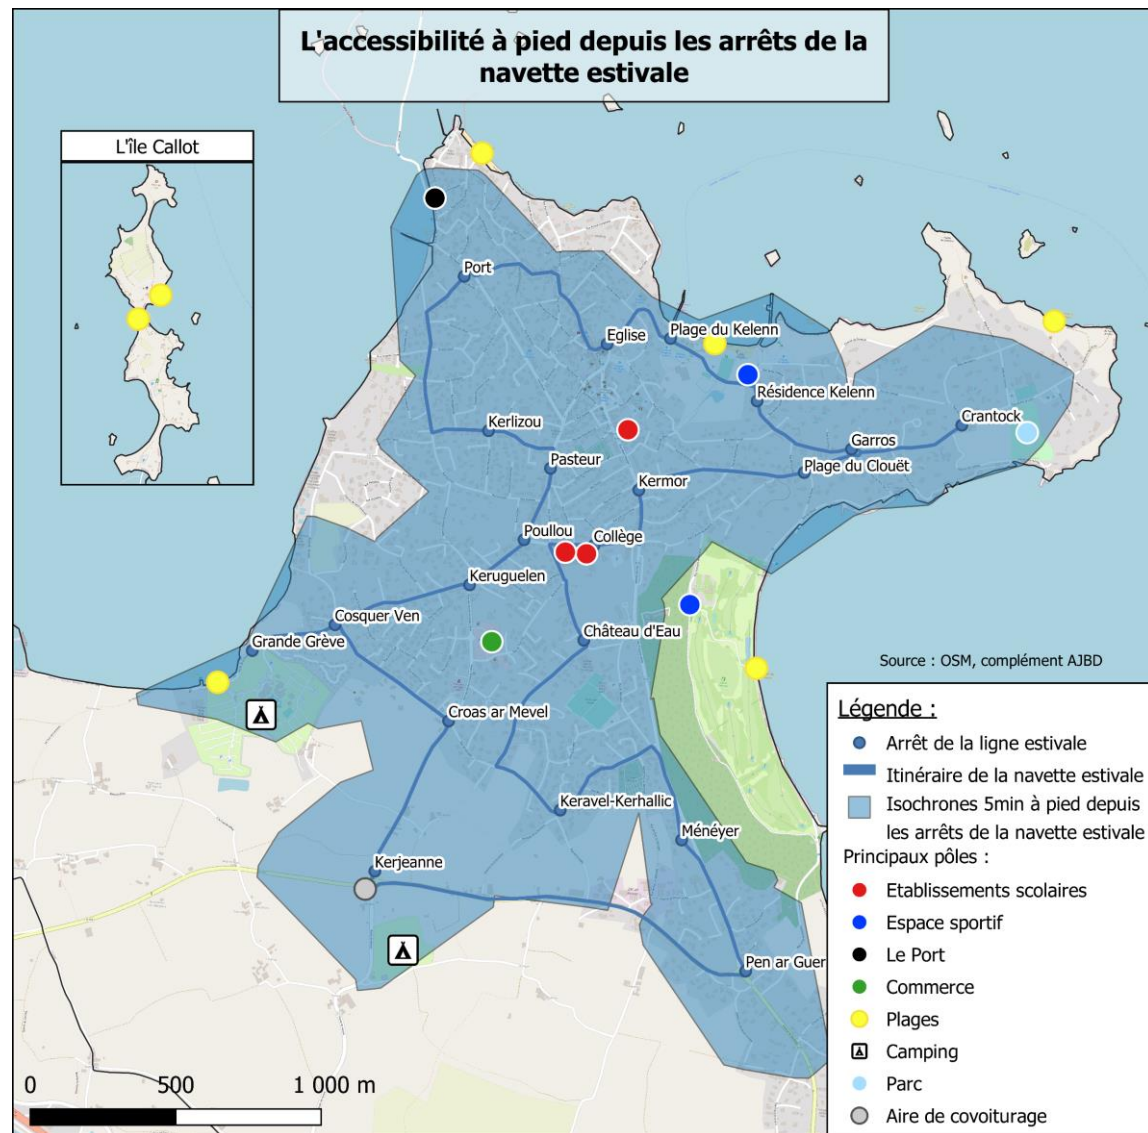 L'accessibilité à pied depuis les arrêts de la
navette estivale
L'île Callot
Port
Eglise
Plage du Kelenn
Résidence Kelenn
Crantock
Kerlizou
Garros
Pasteur
Plage du Clouët
Kermor
Poullou
Collège
Keruguelen
Cosquer Ven
Château d'Eau
Grande Grève
Croas ar Mevel
Keravel-Kerhallic
Ménéyer
Kerjeanne
Pen ar Guer
Source : OSM, complément AJBD
Légende :
Arrêt de la ligne estivale
Itinéraire de la navette estivale
Isochrones 5min à pied depuis
les arrêts de la navette estivale
Principaux pôles :
Etablissements scolaires
Espace sportif
Le Port
Commerce
Plages
Camping
Parc
Aire de covoiturage
0 500 1 000 m